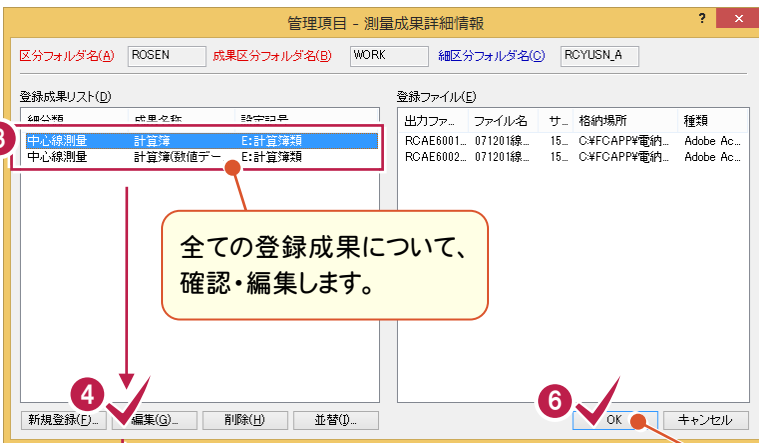 管理項目 - 測量成果詳細情報
? ×
区分フォルダ名(A) ROSEN 成果区分フォルダ名(B) WORK 細区分フォルダ名(C) RCYUSN_A
登録成果リスト(D) 登録ファイル(E)
細分類 成果名称 設定記号
出力ファ... ファイル名 サ... 格納場所 種類
3
中心線測量 計算簿 E:計算簿類
中心線測量 計算簿(数値デー E:計算簿類
RCAE6001... 071201線... 15... C:¥FCAPP¥電納... Adobe Ac...
RCAE6002... 071201線... 15... C:¥FCAPP¥電納... Adobe Ac...
全ての登録成果について、
確認・編集します。
4 6
新規登録(F)... 編集(G)... 削除(H) 並替(I)... OK キャンセル